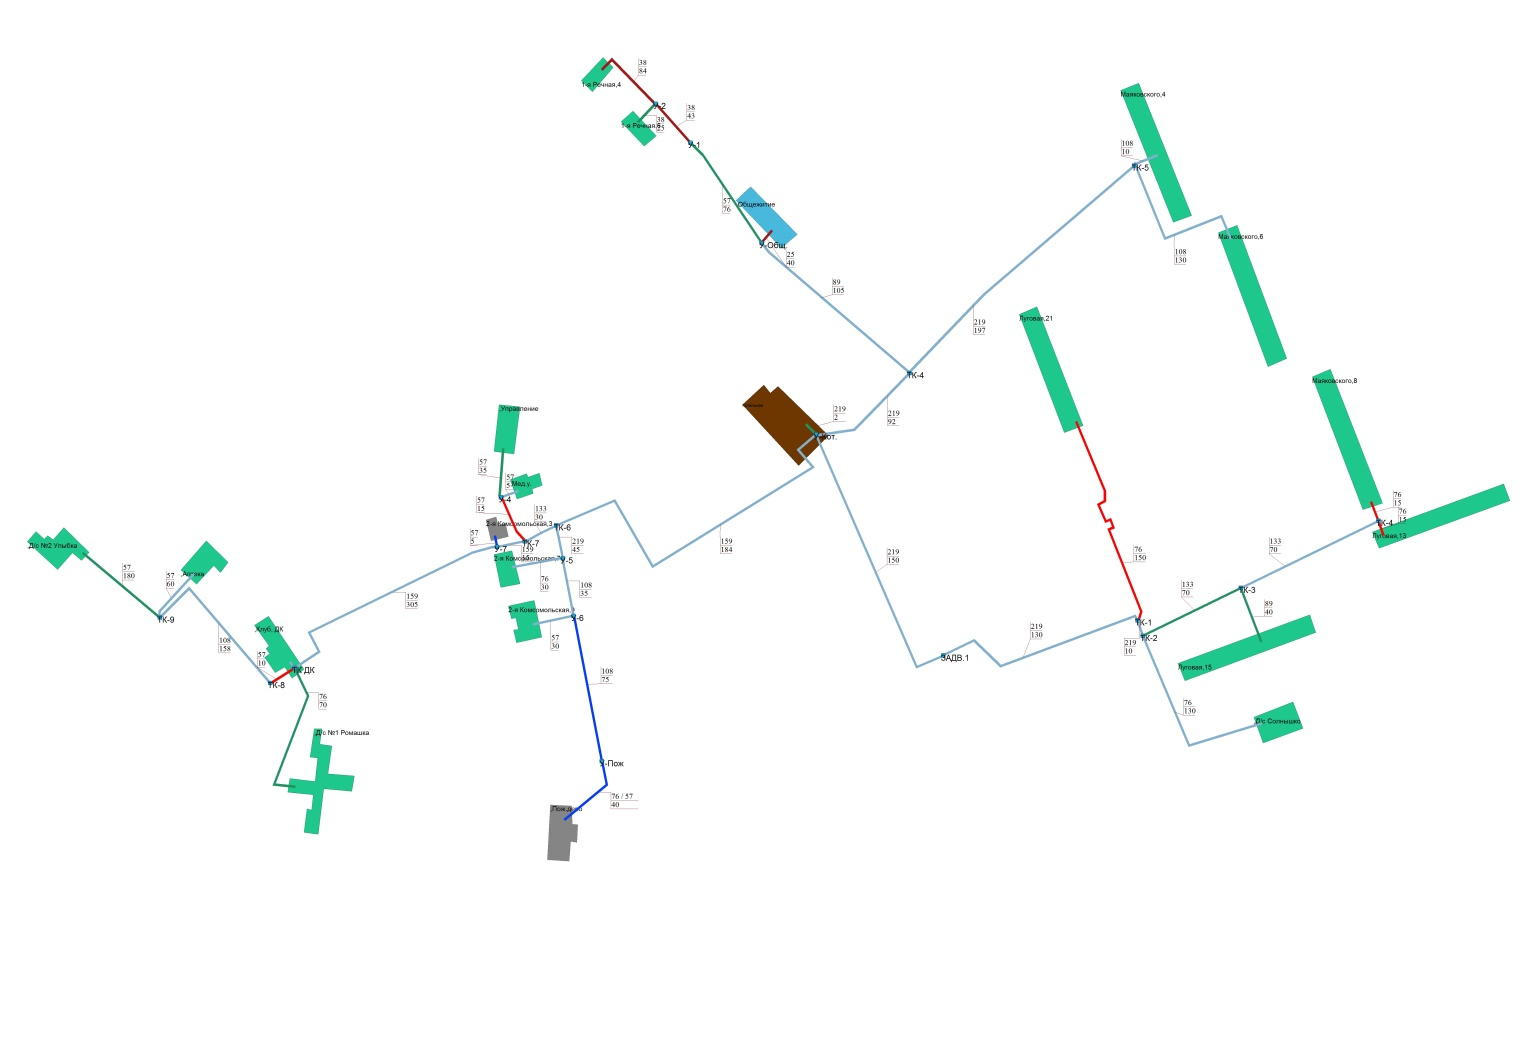 38
84
1-я Речная,4
У-2
38
43
38
25
1-я Речная,6
У-1
57
76
Общежитие
У-Общ.
25
40
89
105
Маяковского,4
108
10
ТК-5
108
130
Маяковского,6
219
197
Луговая,21
ТК-4
219
92
219
2
У-Кот.
Маяковского,8
76
15
76
15
ТК-4
Луговая,13
Управление
57
35
57
Мед.у.
У-4
57
15
133
30
2-я Комсомольская,3
ТК-6
57
5
У-7
ТК-7
159
219
45
2-я Комсомольская,
У-5
76
30
108
35
2-я Комсомольская,
У-6
57
30
159
184
219
150
76
150
133
70
133
70
ТК-3
89
40
ТК-1
ТК-2
219
10
219
130
ЗАДВ.1
Луговая,15
76
130
Д/с Солнышко
Д/с №2 Улыбка
57
180
57
60
Аптека
ТК-9
108
158
Клуб, ДК
57
10
ТК ДК
ТК-8
159
305
76
70
Д/с №1 Ромашка
108
75
У-Пож
76 / 57
40
Пож.депо